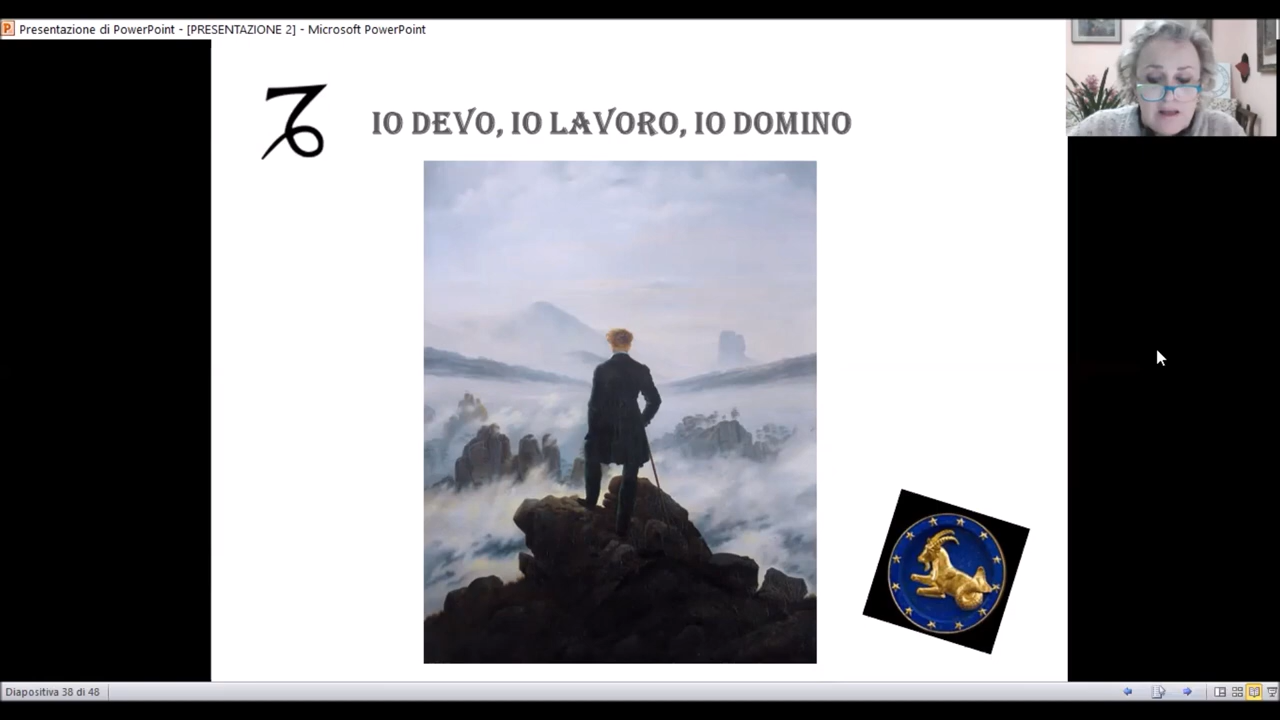 Presentazione di PowerPoint - [PRESENTAZIONE 2] - Microsoft PowerPoint
IO DEVO, IO LAVORO, IO DOMINO
Diapositiva 38 di 48